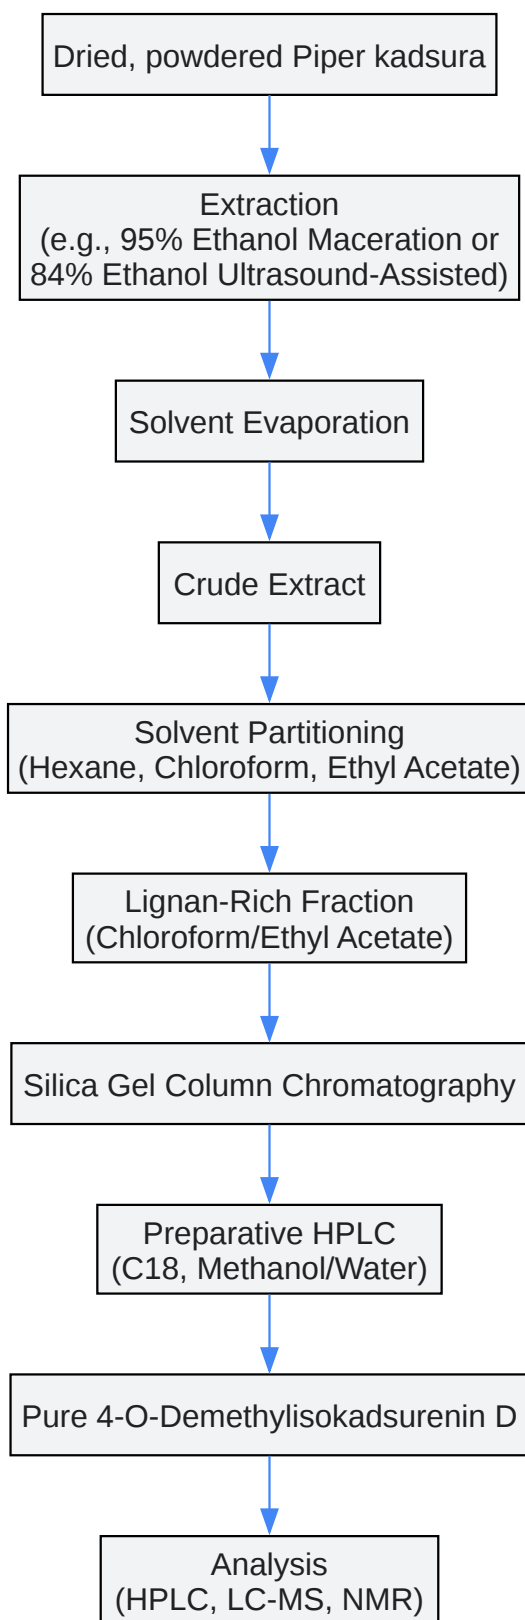 Dried, powdered Piper kadsura
Extraction
(e.g., 95% Ethanol Maceration or
84% Ethanol Ultrasound-Assisted)
Solvent Evaporation
Crude Extract
Solvent Partitioning
(Hexane, Chloroform, Ethyl Acetate)
Lignan-Rich Fraction
(Chloroform/Ethyl Acetate)
Silica Gel Column Chromatography
Preparative HPLC
(C18, Methanol/Water)
Pure 4-O-Demethylisokadsurenin D
Analysis
(HPLC, LC-MS, NMR)